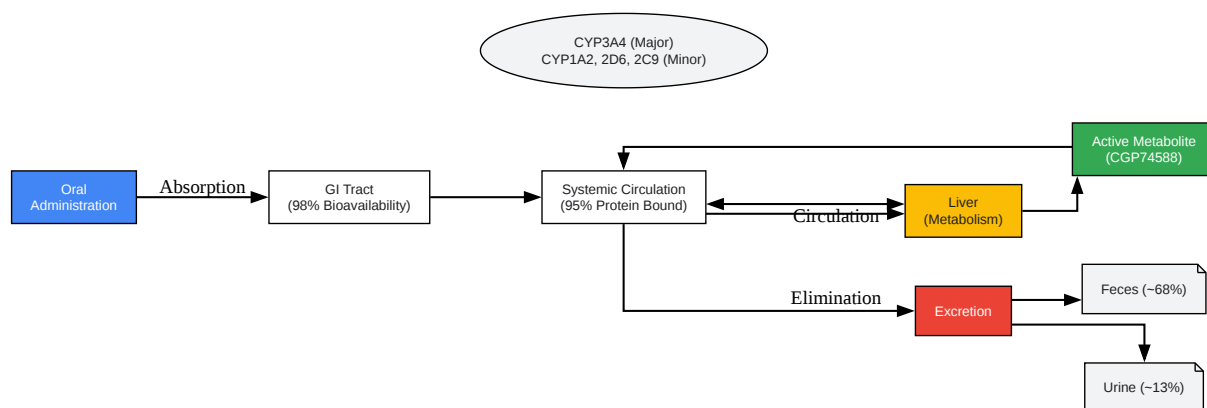 CYP3A4 (Major)
CYP1A2, 2D6, 2C9 (Minor)
Oral
Administration
Absorption
GI Tract
(98% Bioavailability)
Systemic Circulation
(95% Protein Bound)
Circulation
Liver
(Metabolism)
Active Metabolite
(CGP74588)
Elimination
Excretion
Feces (~68%)
Urine (~13%)